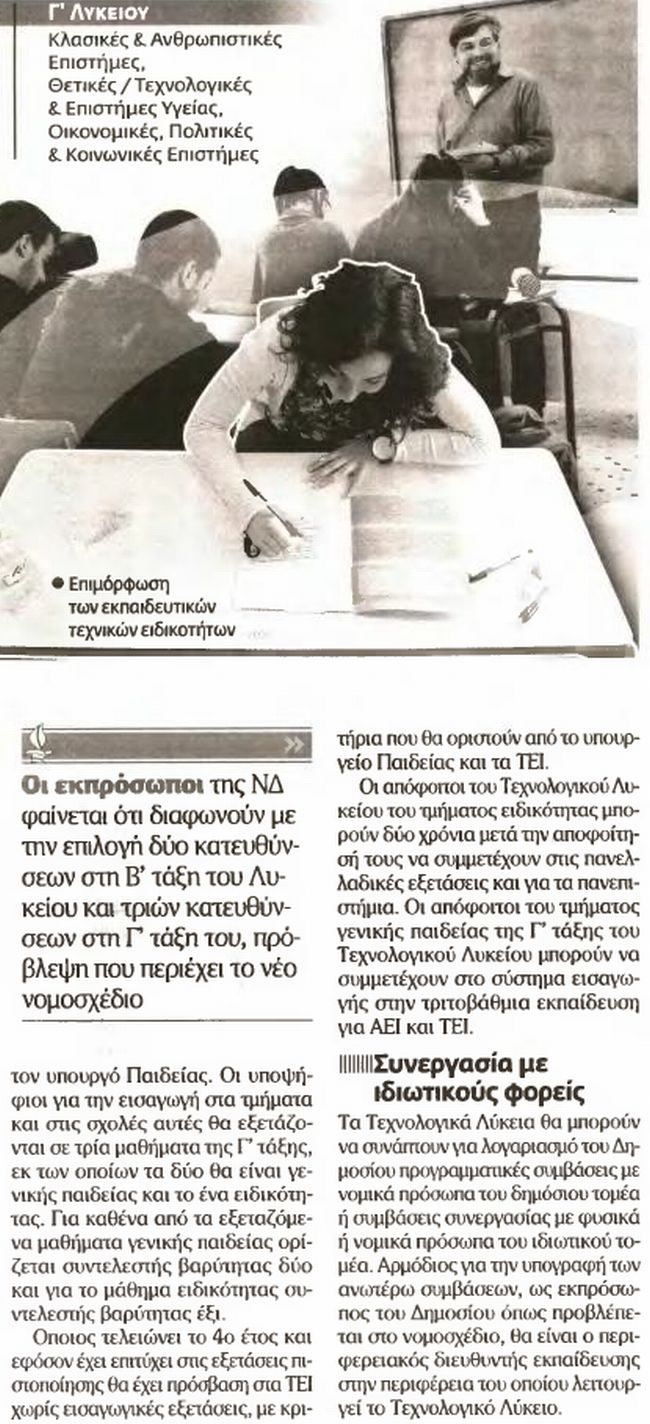 Γ' ΛΥΚΕΙΟΥ
Κλασικές & Ανθρωπιστικές
Επιστήμες,
Θετικές / Τεχνολογικές
& Επιστήμες Υγείας,
Οικονομικές, Πολιτικές
& Κοινωνικές Επιστήμες
● Επιμόρφωση
των εκπαιδευτικών
τεχνικών ειδικοτήτων
»
Οι εκπρόσωποι της ΝΔ
φαίνεται ότι διαφωνούν με
την επιλογή δύο κατευθύν-
σεων στη Β' τάξη του Λυ-
κείου και τριών κατευθύν-
σεων στη Γ' τάξη του, πρό-
βλεψη που περιέχει το νέο
νομοσχέδιο
τον υπουργό Παιδείας. Οι υποψή-
φιοι για την εισαγωγή στα τμήματα
και στις σχολές αυτές θα εξετάζο-
νται σε τρία μαθήματα της Γ' τάξης,
εκ των οποίων τα δύο θα είναι γε-
νικής παιδείας και το ένα ειδικότη-
τας. Για καθένα από τα εξεταζόμε-
να μαθήματα γενικής παιδείας ορί-
ζεται συντελεστής βαρύτητας δύο
και για το μάθημα ειδικότητας συ-
ντελεστής βαρύτητας έξι.
Οποιος τελειώνει το 4ο έτος και
εφόσον έχει επιτύχει στις εξετάσεις πι-
στοποίησης θα έχει πρόσβαση στα ΤΕΙ
χωρίς εισαγωγικές εξετάσεις, με κρι-
τήρια που θα οριστούν από το υπουρ-
γείο Παιδείας και τα ΤΕΙ.
Οι απόφοιτοι του Τεχνολογικού Λυ-
κείου του τμήματος ειδικότητας μπο-
ρούν δύο χρόνια μετά την αποφοίτη-
σή τους να συμμετέχουν στις πανελ-
λαδικές εξετάσεις και για τα πανεπι-
στήμια. Οι απόφοιτοι του τμήματος
γενικής παιδείας της Γ' τάξης του
Τεχνολογικού Λυκείου μπορούν να
συμμετέχουν στο σύστημα εισαγω-
γής στην τριτοβάθμια εκπαίδευση
για ΑΕΙ και ΤΕΙ.
Συνεργασία με
ιδιωτικούς φορείς
Τα Τεχνολογικά Λύκεια θα μπορούν
να συνάπτουν για λογαριασμό του Δη-
μοσίου προγραμματικές συμβάσεις με
νομικά πρόσωπα του δημόσιου τομέα
ή συμβάσεις συνεργασίας με φυσικά
ή νομικά πρόσωπα του ιδιωτικού το-
μέα. Αρμόδιος για την υπογραφή των
ανωτέρω συμβάσεων, ως εκπρόσω-
πος του Δημοσίου όπως προβλέπε-
ται στο νομοσχέδιο, θα είναι ο περι-
φερειακός διευθυντής εκπαίδευσης
στην περιφέρεια του οποίου λειτουρ-
γεί το Τεχνολογικό Λύκειο.